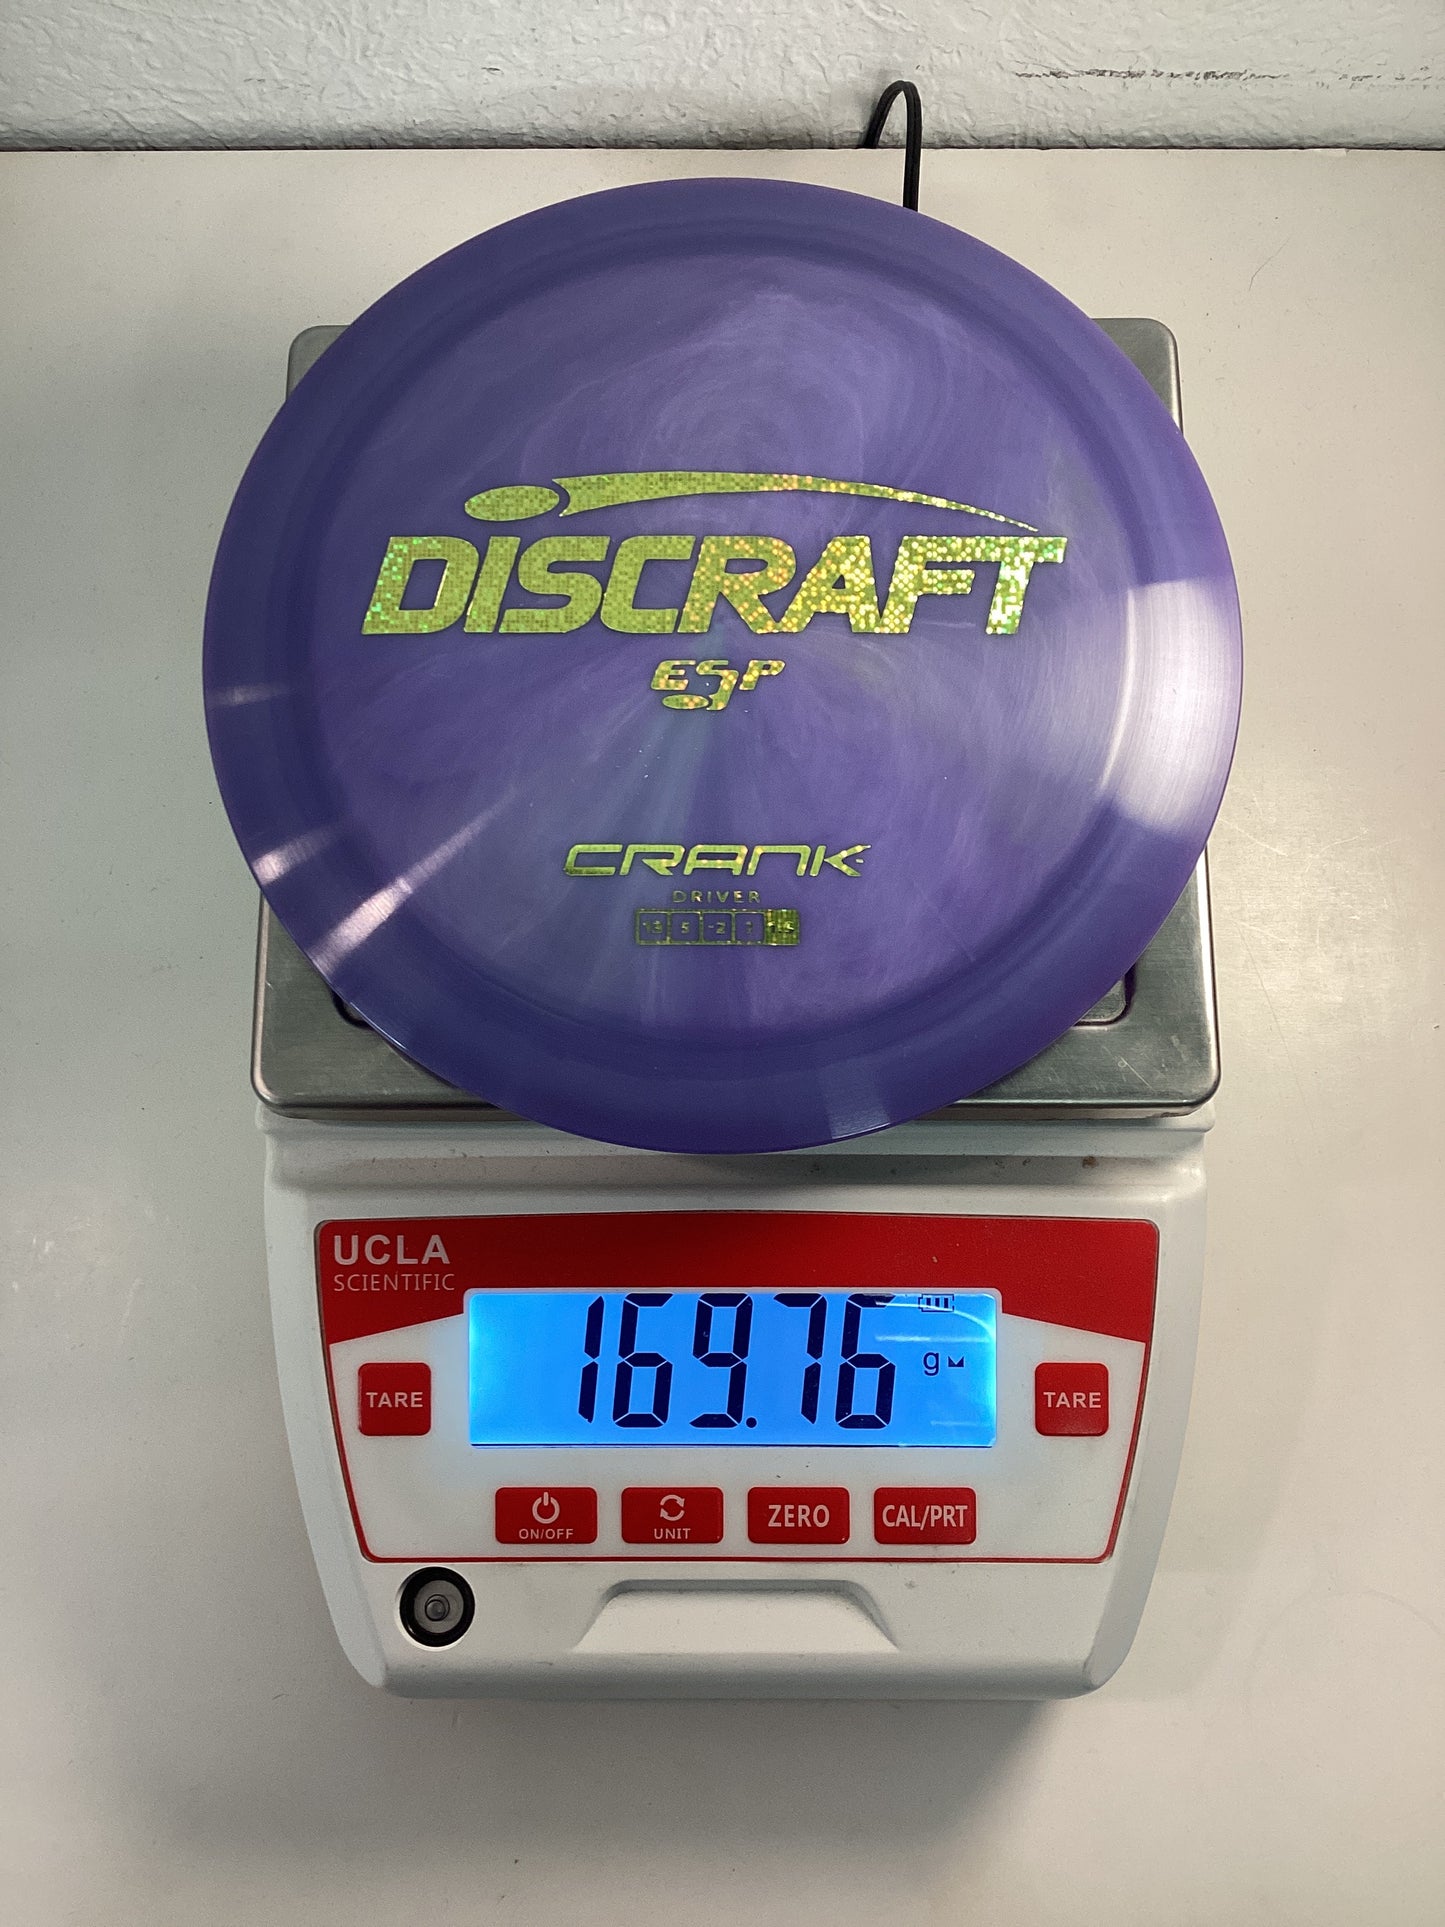 DISCRAFT
ESP
CRANK
DRIVER
13 5 -2 1
UCLA
SCIENTIFIC
169.76 g
TARE
TARE
ON/OFF
UNIT
ZERO
CAL/PRT